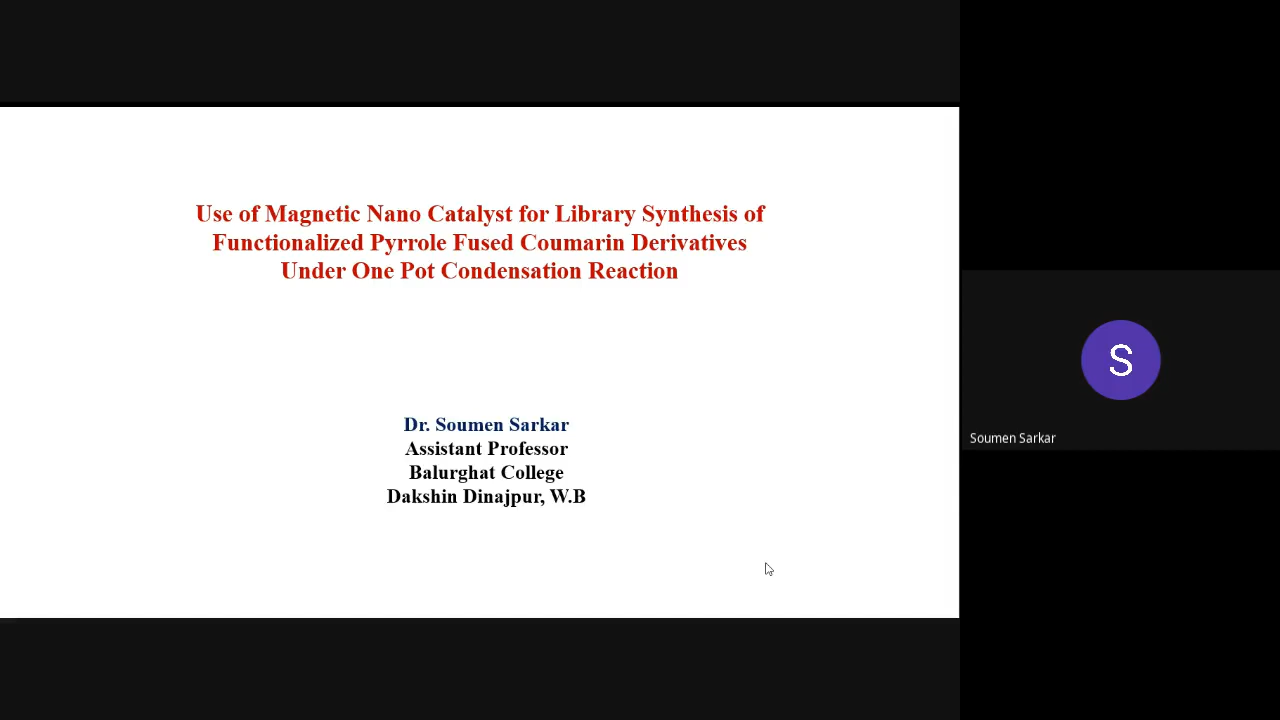 Use of Magnetic Nano Catalyst for Library Synthesis of
Functionalized Pyrrole Fused Coumarin Derivatives
Under One Pot Condensation Reaction
Dr. Soumen Sarkar
Assistant Professor
Balurghat College
Dakshin Dinajpur, W.B
S
Soumen Sarkar